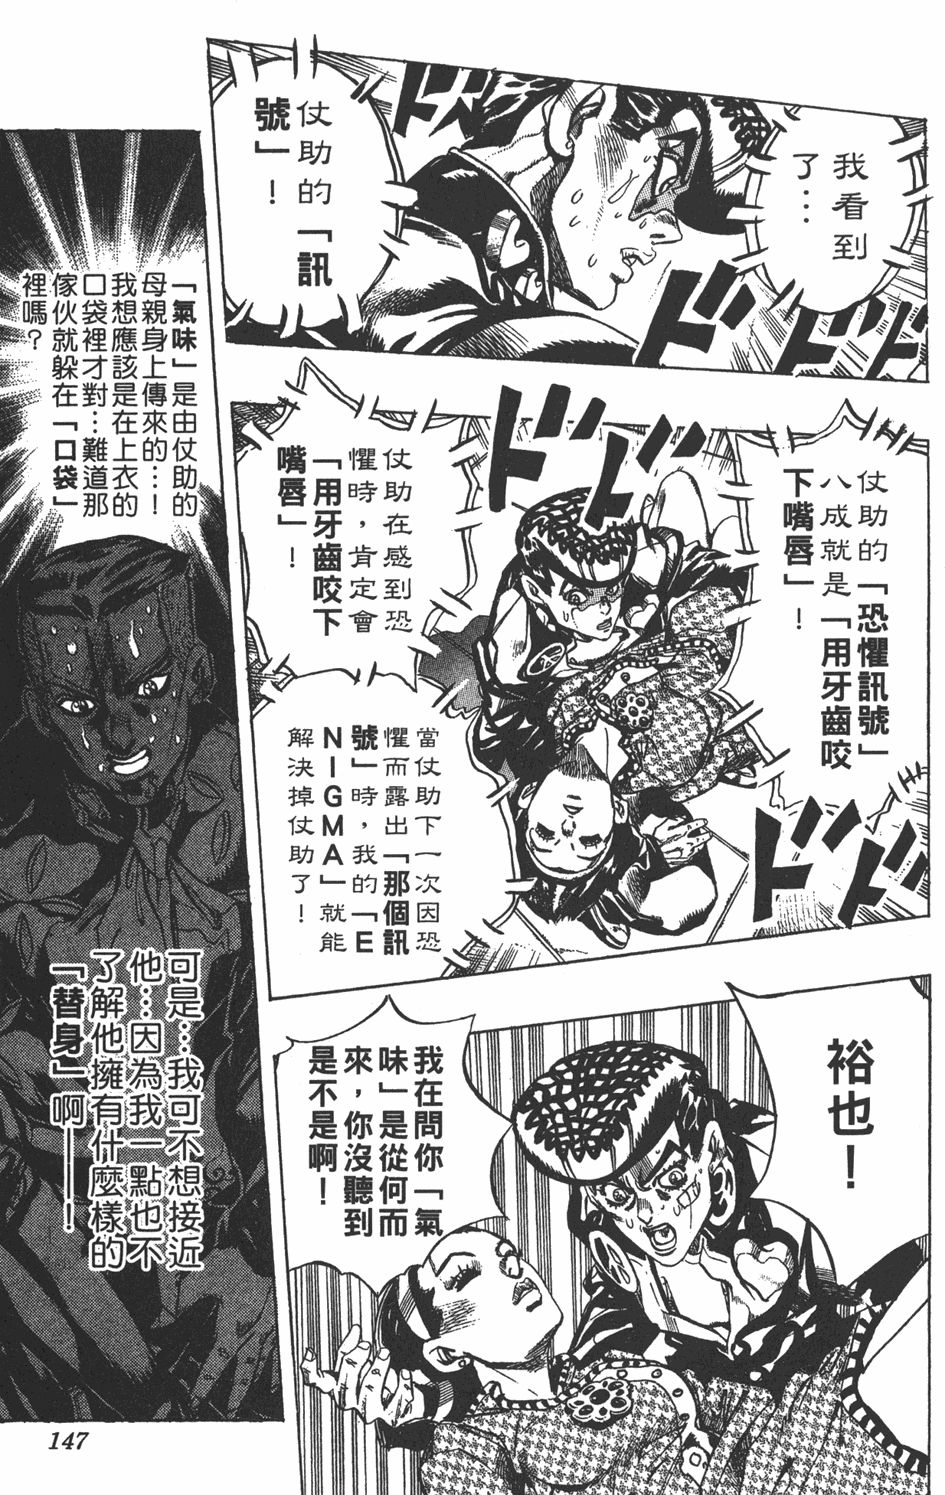 我看到
了…
仗助的「訊
號」！
ドドドド
仗助的「恐懼訊號」
八成就是「用牙齒咬
下嘴唇」！
仗助在感到恐
懼時，肯定會
「用牙齒咬下
嘴唇」！
當仗助下一次因恐
懼而露出「那個訊
號」時，我的「E
NIGMA」就能
解決掉仗助了！
ドドド
裕也！
我在問你「氣
味」是從何而
來，你沒聽到
是不是啊！
「氣味」是由仗助的
母親身上傳來的…！
我想應該是在上衣的
口袋裡才對…難道那
傢伙就躲在「口袋」
裡嗎？
可是…我可不想接近
他…因為我一點也不
了解他擁有什麼樣的
「替身」啊——！
147